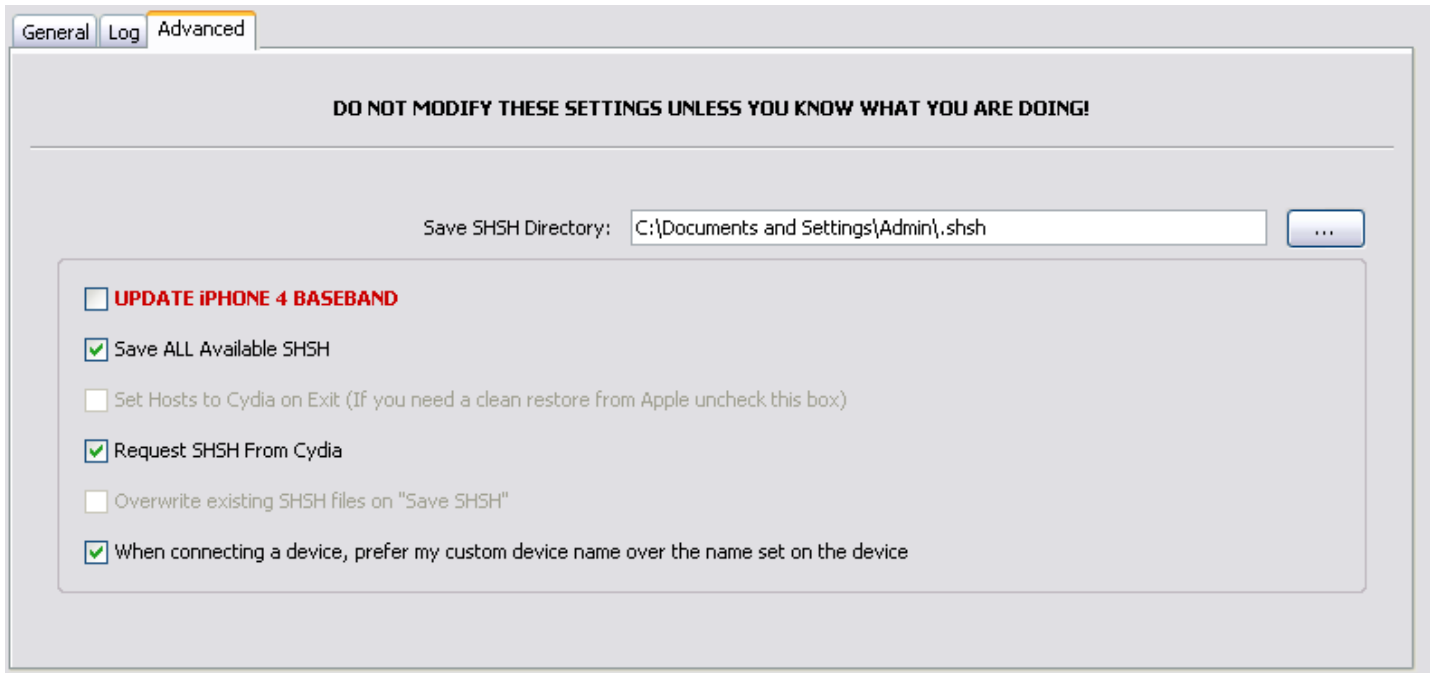 General Log Advanced
DO NOT MODIFY THESE SETTINGS UNLESS YOU KNOW WHAT YOU ARE DOING!
Save SHSH Directory: C:\Documents and Settings\Admin\.shsh ...
UPDATE iPHONE 4 BASEBAND
Save ALL Available SHSH
Set Hosts to Cydia on Exit (If you need a clean restore from Apple uncheck this box)
Request SHSH From Cydia
Overwrite existing SHSH files on "Save SHSH"
When connecting a device, prefer my custom device name over the name set on the device